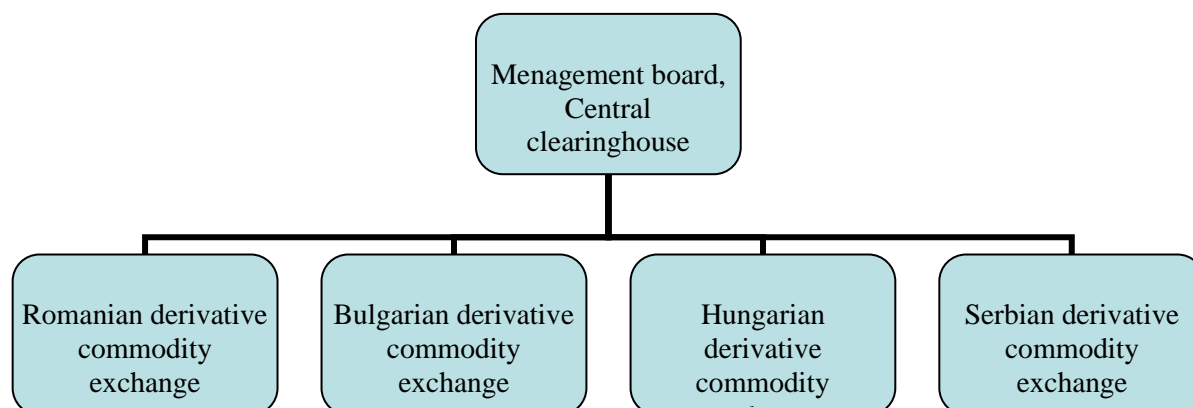 Menagement board,
Central
clearinghouse
Romanian derivative
commodity
exchange
Bulgarian derivative
commodity
exchange
Hungarian
derivative
commodity
Serbian derivative
commodity
exchange